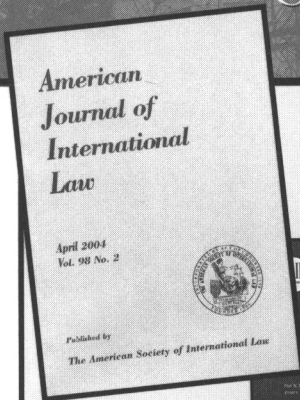 American
Journal of
International
Law
April 2004
Vol. 98 No. 2
Published by
The American Society of International Law